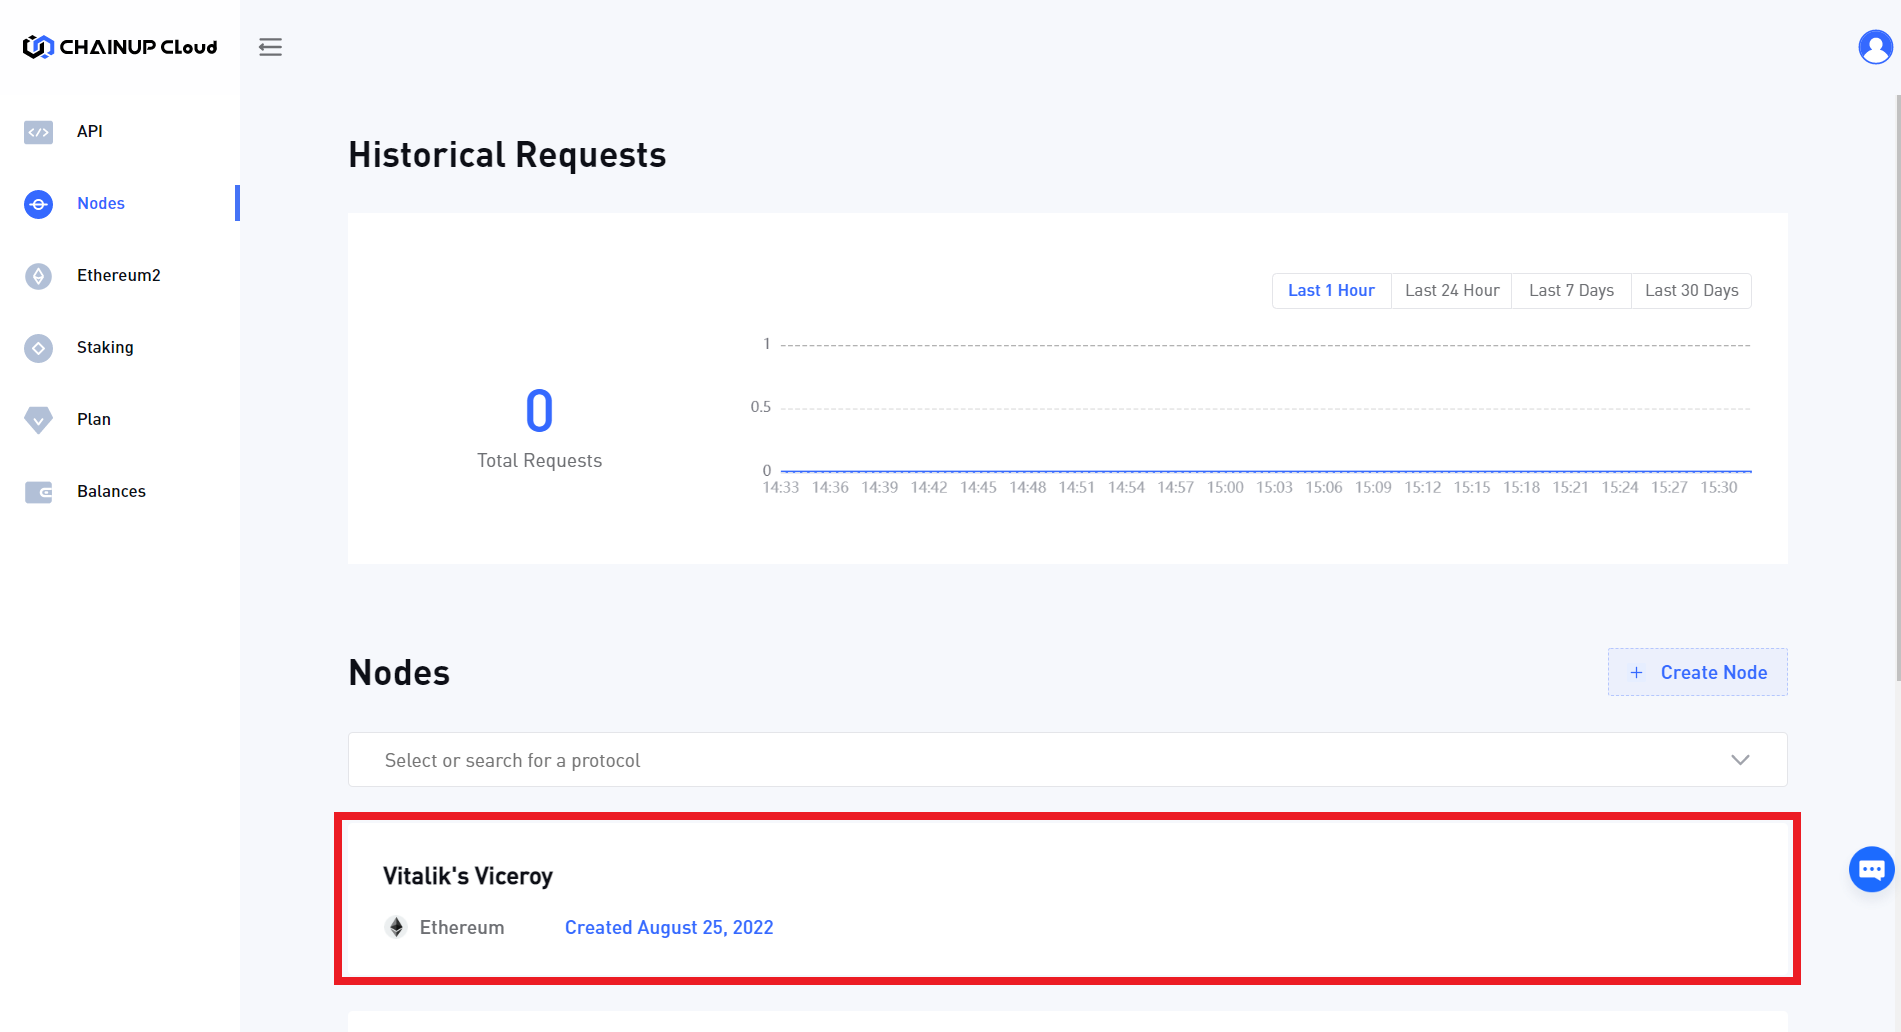 CHAINUP Cloud
API
Nodes
Ethereum2
Staking
Plan
Balances
Historical Requests
Last 1 Hour Last 24 Hour Last 7 Days Last 30 Days
1
0.5
0
14:33 14:36 14:39 14:42 14:45 14:48 14:51 14:54 14:57 15:00 15:03 15:06 15:09 15:12 15:15 15:18 15:21 15:24 15:27 15:30
0
Total Requests
Nodes
+ Create Node
Select or search for a protocol
Vitalik's Viceroy
Ethereum Created August 25, 2022